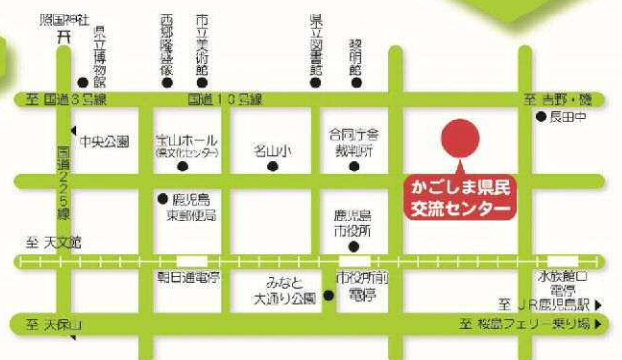 照国神社
県立博物館
西郷隆盛像
市立美術館
県立図書館
黎明館
至 国道3号線
国道10号線
至 吉野・磯
長田中
中央公園
宝山ホール
(県文化センター)
名山小
合同庁舎
裁判所
かごしま県民
交流センター
国道225線
鹿児島
東郵便局
鹿児島
市役所
至 天文館
朝日通電停
みなと
大通り公園
市役所前
電停
水族館口
電停
至 JR鹿児島駅
至 天保山
至 桜島フェリー乗り場